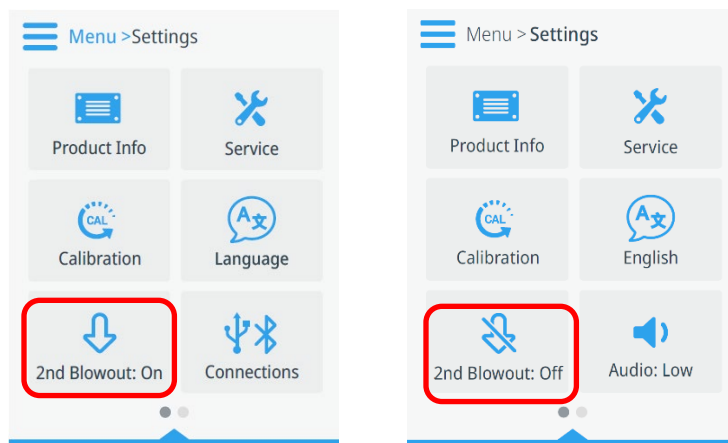 Menu >Settings
Product Info
Service
CAL
Calibration
A文
Language
2nd Blowout: On
Connections
Menu > Settings
Product Info
Service
CAL
Calibration
A文
English
2nd Blowout: Off
Audio: Low